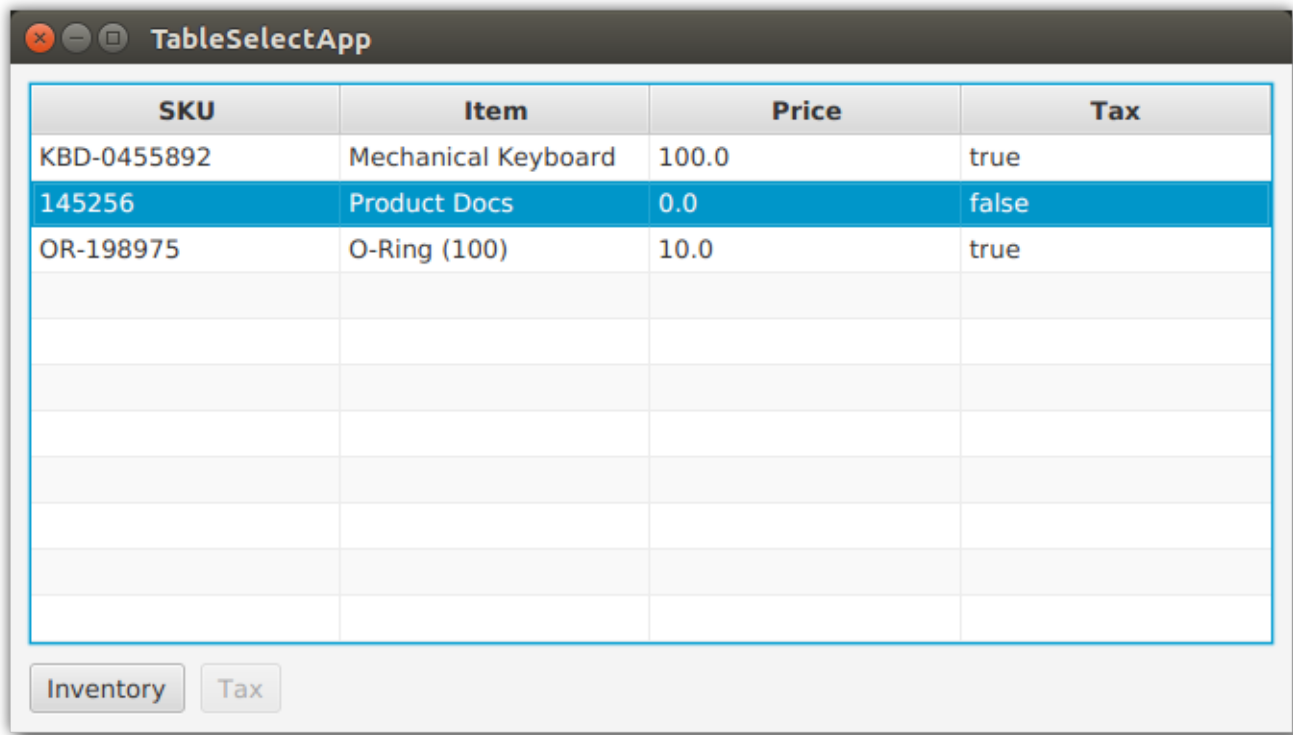 TableSelectApp
SKU Item Price Tax
KBD-0455892 Mechanical Keyboard 100.0 true
145256 Product Docs 0.0 false
OR-198975 O-Ring (100) 10.0 true
Inventory Tax